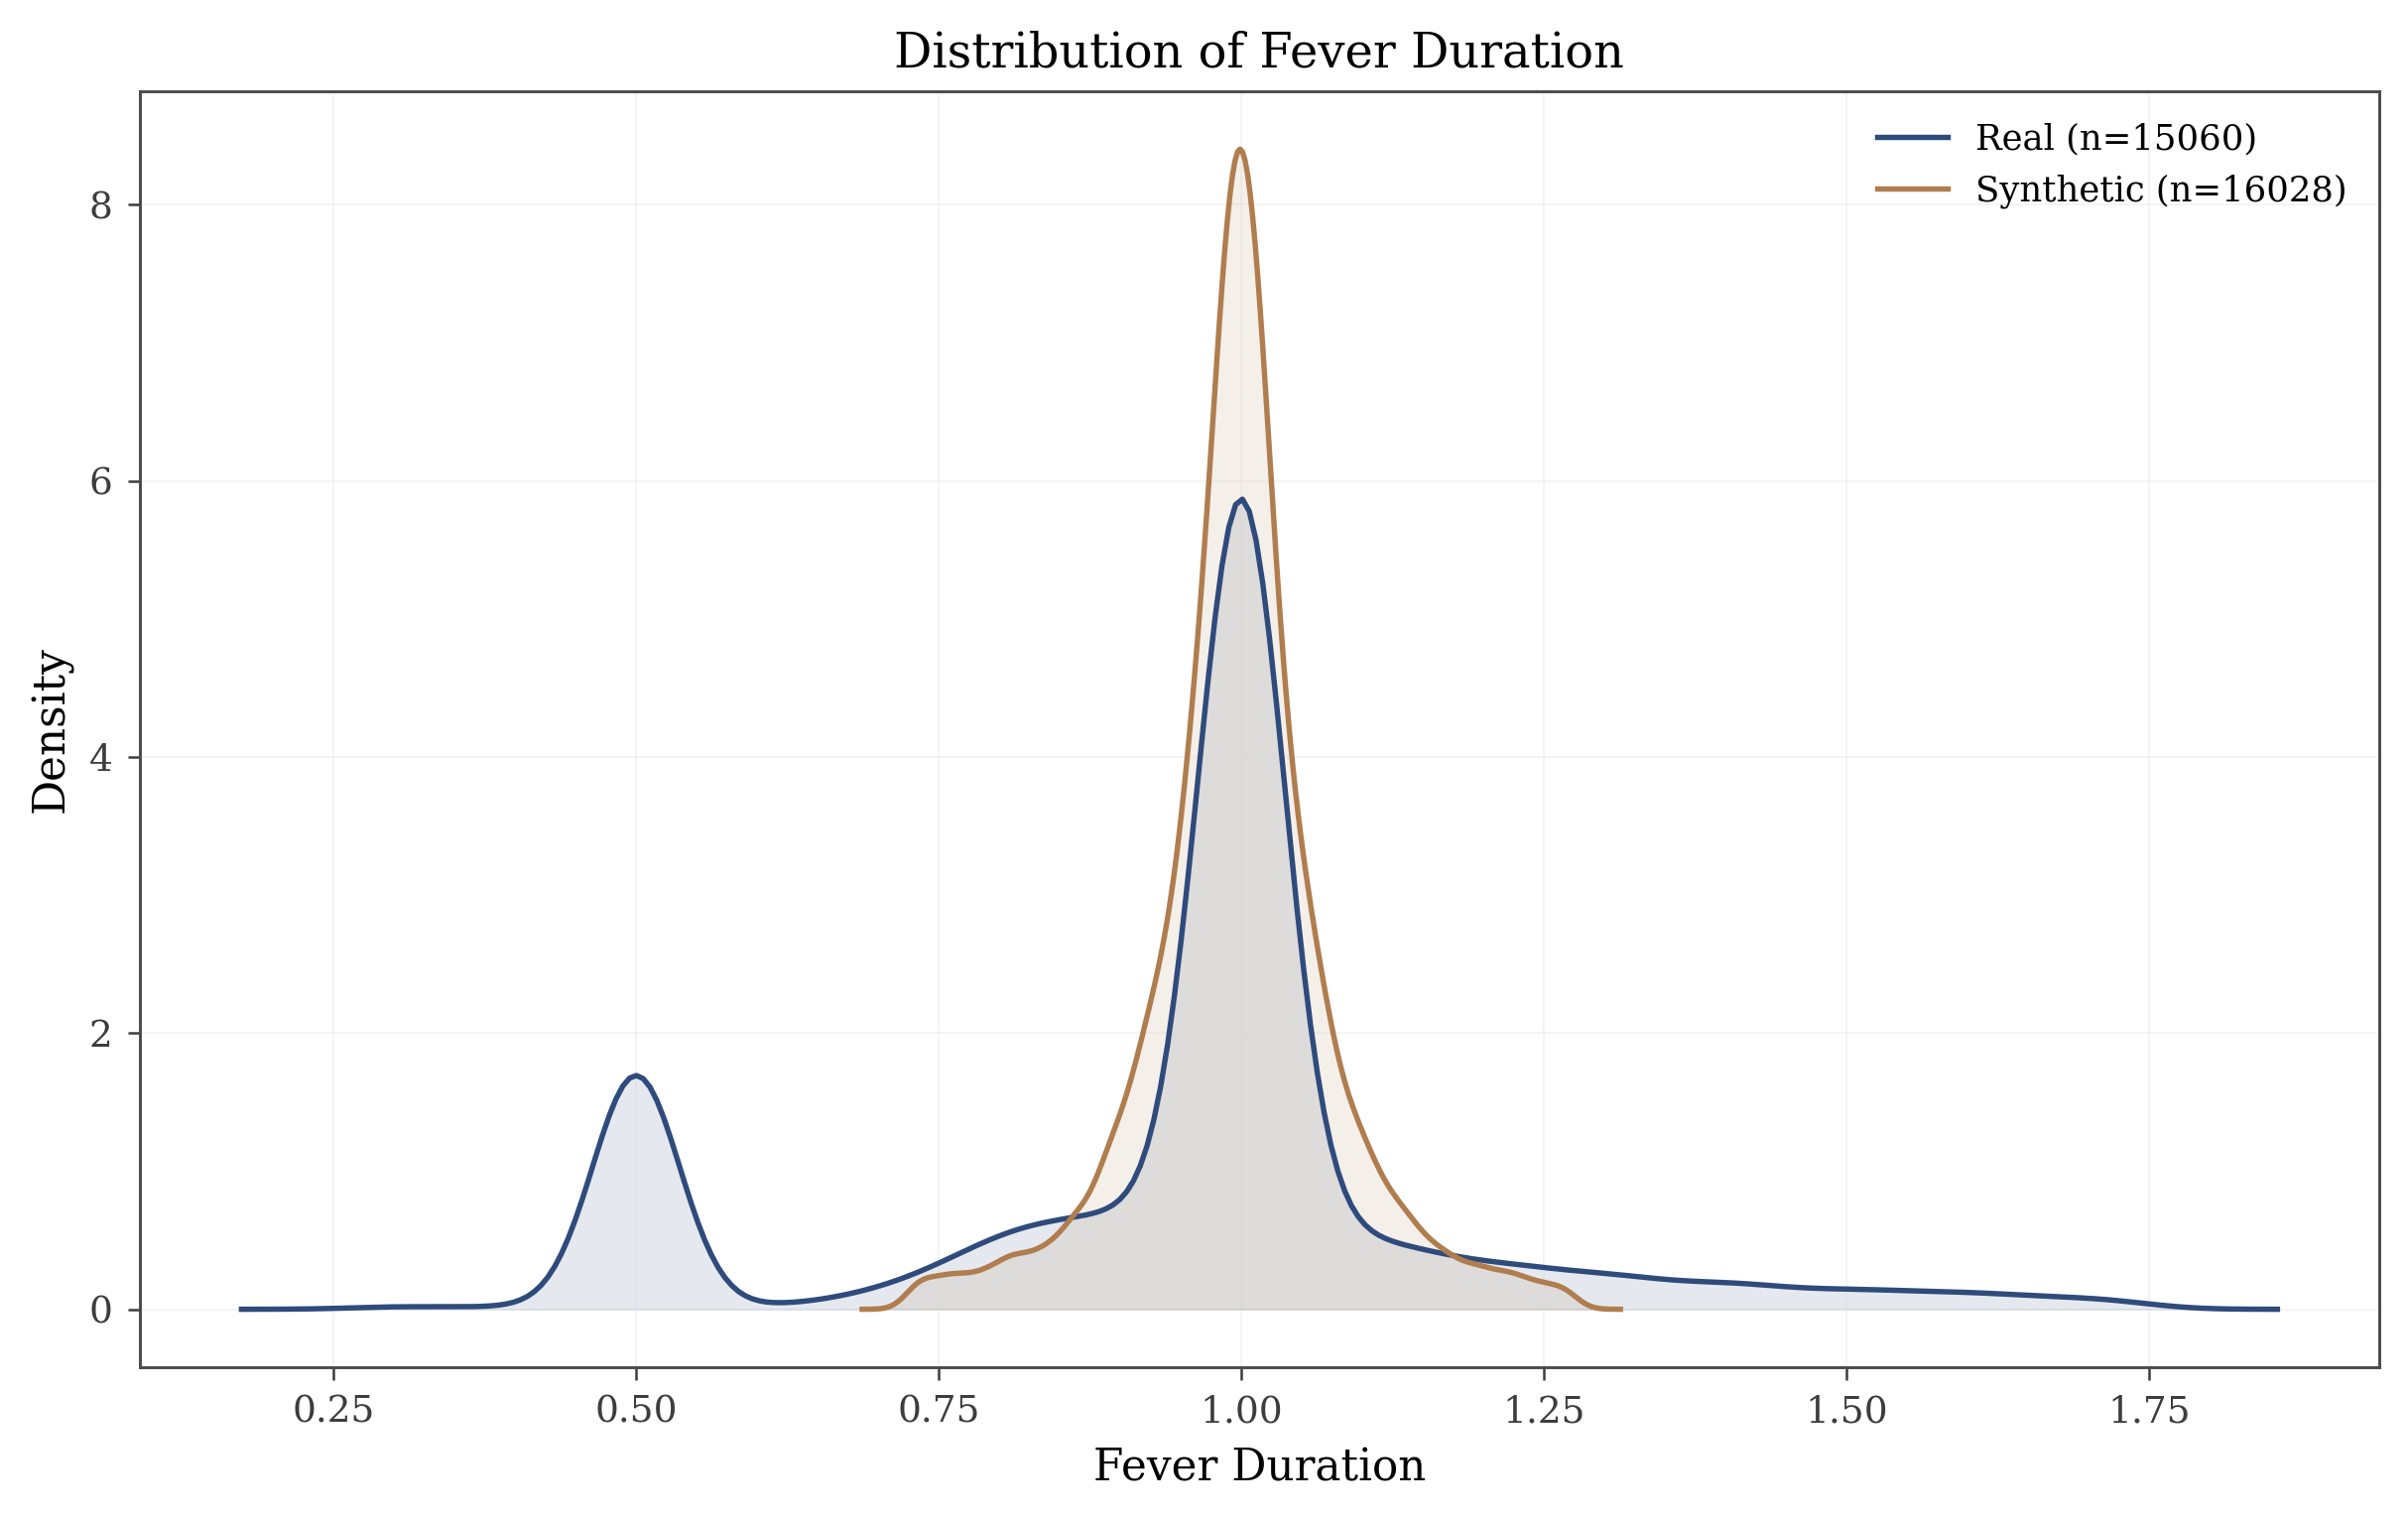 Distribution of Fever Duration
Real (n=15060)
Synthetic (n=16028)
Density
8
6
4
2
0
0.25 0.50 0.75 1.00 1.25 1.50 1.75
Fever Duration